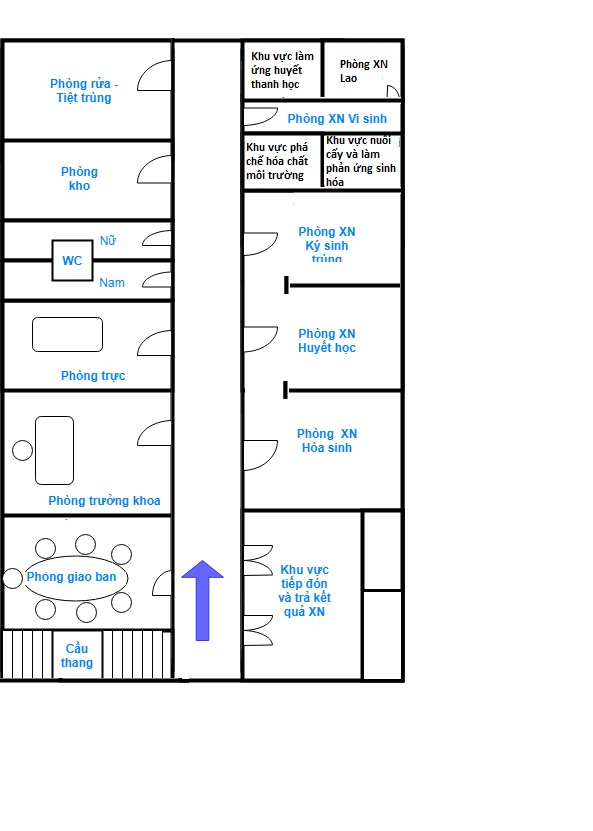 Phòng rửa -
Tiệt trùng
Phòng
kho
Nữ
WC
Nam
Phòng trực
Phòng trưởng khoa
Phòng giao ban
Cầu
thang
Khu vực làm
ứng huyết
thanh học
Phòng XN
Lao
Phòng XN Vi sinh
Khu vực phá
chế hóa chất
môi trường
Khu vực nuôi
cấy và làm
phản ứng sinh
hóa
Phòng XN
Ký sinh
trùng
Phòng XN
Huyết học
Phòng XN
Hóa sinh
Khu vực
tiếp đón
và trả kết
quả XN